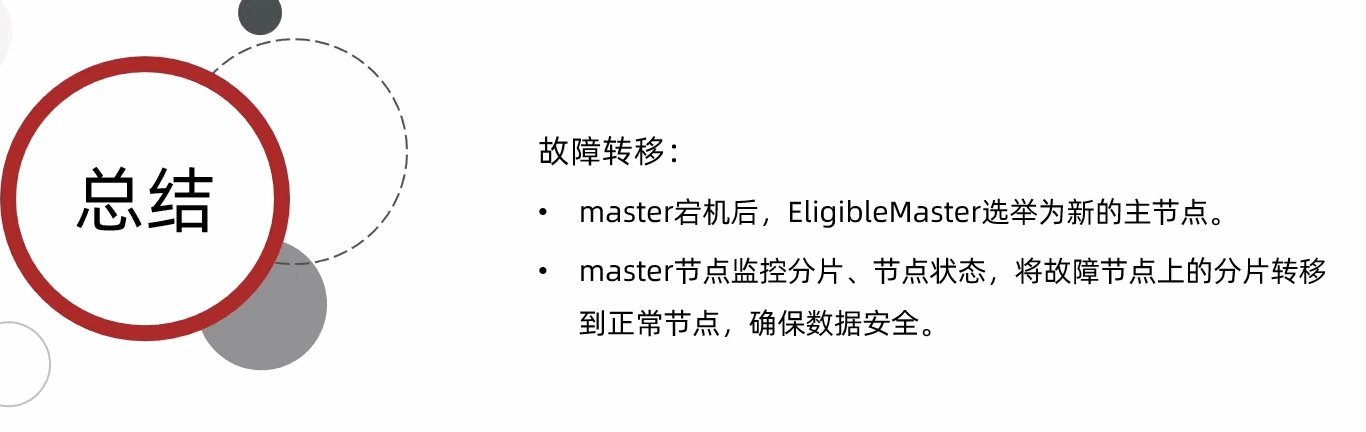 总结
故障转移：
• master宕机后，EligibleMaster选举为新的主节点。
• master节点监控分片、节点状态，将故障节点上的分片转移
到正常节点，确保数据安全。